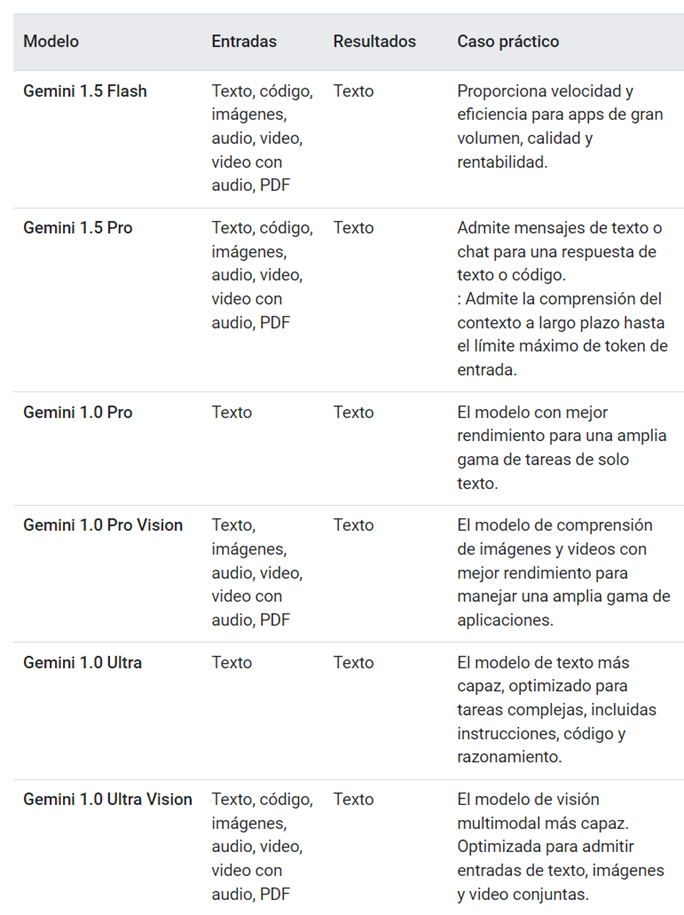 Modelo Entradas Resultados Caso práctico
Gemini 1.5 Flash
Texto, código,
imágenes,
audio, video,
video con
audio, PDF
Texto
Proporciona velocidad y
eficiencia para apps de gran
volumen, calidad y
rentabilidad.
Gemini 1.5 Pro
Texto, código,
imágenes,
audio, video,
video con
audio, PDF
Texto
Admite mensajes de texto o
chat para una respuesta de
texto o código.
: Admite la comprensión del
contexto a largo plazo hasta
el límite máximo de token de
entrada.
Gemini 1.0 Pro
Texto
Texto
El modelo con mejor
rendimiento para una amplia
gama de tareas de solo
texto.
Gemini 1.0 Pro Vision
Texto,
imágenes,
audio, video,
video con
audio, PDF
Texto
El modelo de comprensión
de imágenes y videos con
mejor rendimiento para
manejar una amplia gama de
aplicaciones.
Gemini 1.0 Ultra
Texto
Texto
El modelo de texto más
capaz, optimizado para
tareas complejas, incluidas
instrucciones, código y
razonamiento.
Gemini 1.0 Ultra Vision
Texto, código,
imágenes,
audio, video,
video con
audio, PDF
Texto
El modelo de visión
multimodal más capaz.
Optimizada para admitir
entradas de texto, imágenes
y video conjuntas.